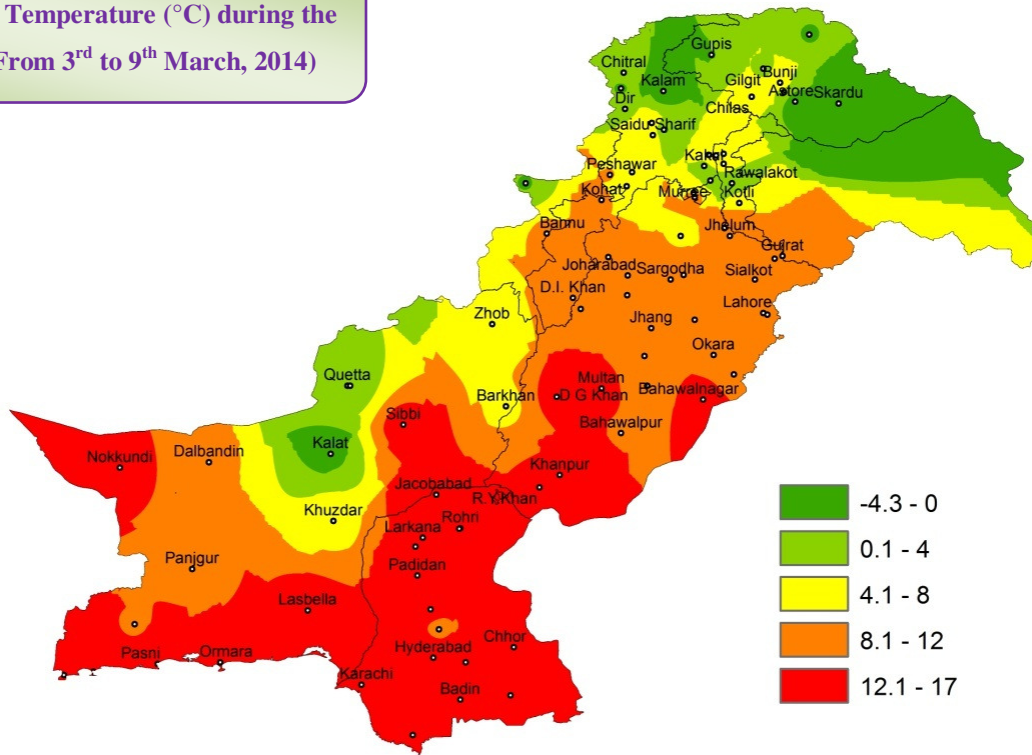 Temperature (°C) during the
From 3rd to 9th March, 2014)
Gupis
Chitral
Bunji
Kalam
Gilgit
Dir
Astore
Skardu
Chilas
Saidu Sharif
Kakul
Peshawar
Rawalakot
Kohat
Murree
Kotli
Bannu
Jhelum
Gujrat
Joharabad
Sargodha
Sialkot
D.I. Khan
Lahore
Zhob
Jhang
Okara
Quetta
Multan
Bahawalnagar
Barkhan
D G Khan
Sibbi
Bahawalpur
Kalat
Nokkundi
Dalbandin
Khanpur
Jacobabad
R.Y.Khan
Khuzdar
Rohn
Larkana
Panjgur
Padidan
Lasbella
Chhor
Hyderabad
Pasni
Ormara
Karachi
Badin
-4.3 - 0
0.1 - 4
4.1 - 8
8.1 - 12
12.1 - 17